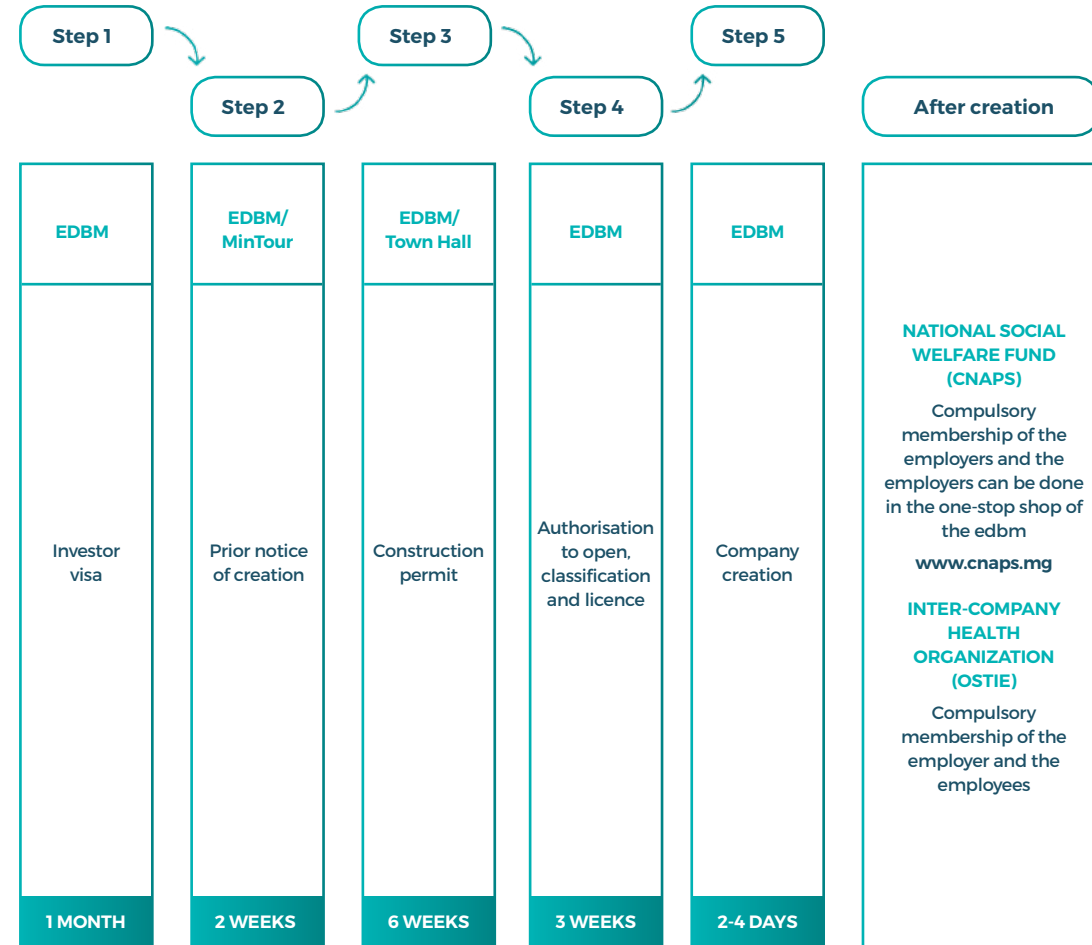 Step 1
EDBM
Investor
visa
1 MONTH
Step 2
EDBM/
MinTour
Prior notice
of creation
2 WEEKS
Step 3
EDBM/
Town Hall
Construction
permit
6 WEEKS
Step 4
EDBM
Authorisation
to open,
classification
and licence
3 WEEKS
Step 5
EDBM
Company
creation
2-4 DAYS
After creation
NATIONAL SOCIAL
WELFARE FUND
(CNAPS)
Compulsory
membership of the
employers and the
employers can be done
in the one-stop shop of
the edbm
www.cnaps.mg
INTER-COMPANY
HEALTH
ORGANIZATION
(OSTIE)
Compulsory
membership of the
employer and the
employees